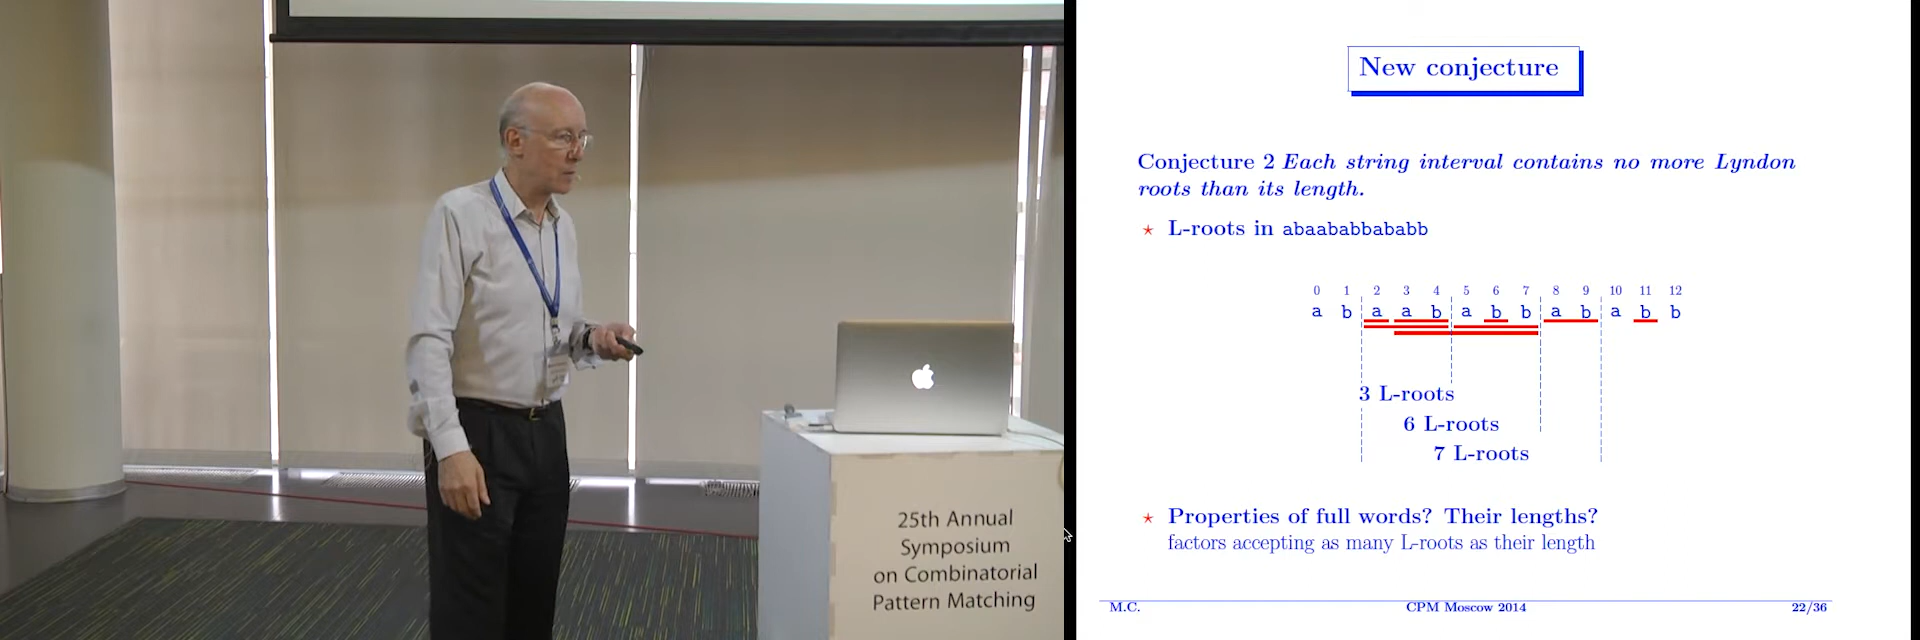 25th Annual
Symposium
on Combinatorial
Pattern Matching
New conjecture
Conjecture 2 Each string interval contains no more Lyndon
roots than its length.
⋆ L-roots in abaababbababb
0 1 2 3 4 5 6 7 8 9 10 11 12
a b a a b a b b a b a b b
3 L-roots
6 L-roots
7 L-roots
⋆ Properties of full words? Their lengths?
factors accepting as many L-roots as their length
M.C. CPM Moscow 2014 22/36